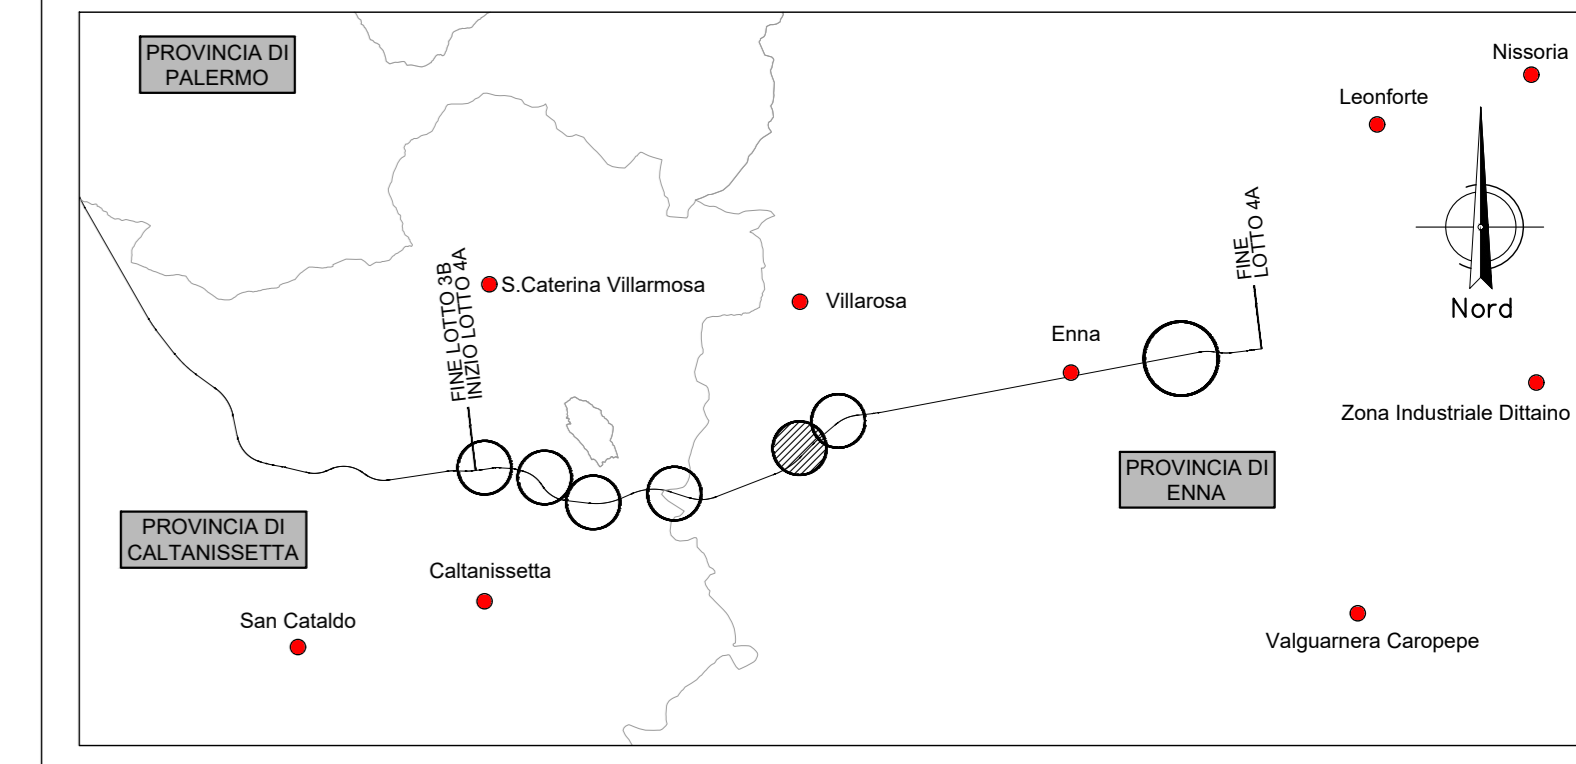 PROVINCIA DI
PALERMO
Nissoria
Leonforte
FINE
LOTTO 4A
FINE LOTTO 3B
INIZIO LOTTO 4A
S.Caterina Villarmosa
Villarosa
Nord
Enna
Zona Industriale Dittaino
PROVINCIA DI
ENNA
PROVINCIA DI
CALTANISSETTA
Caltanissetta
San Cataldo
Valguarnera Caropepe